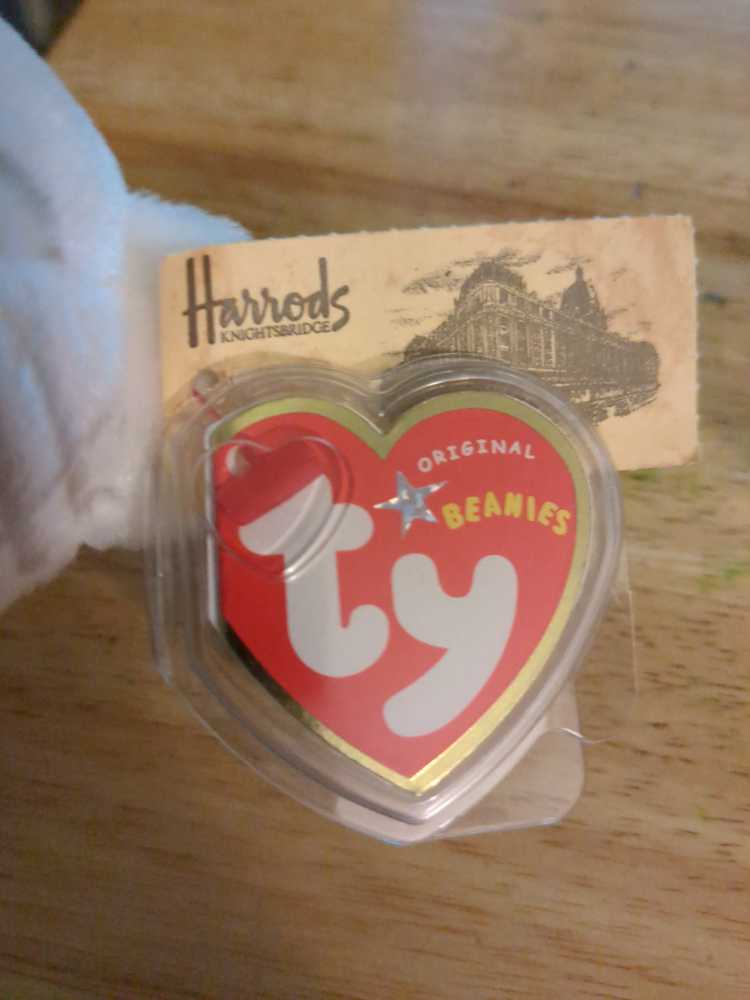 Harrods
KNIGHTSBRIDGE
ORIGINAL
BEANIES
Ty